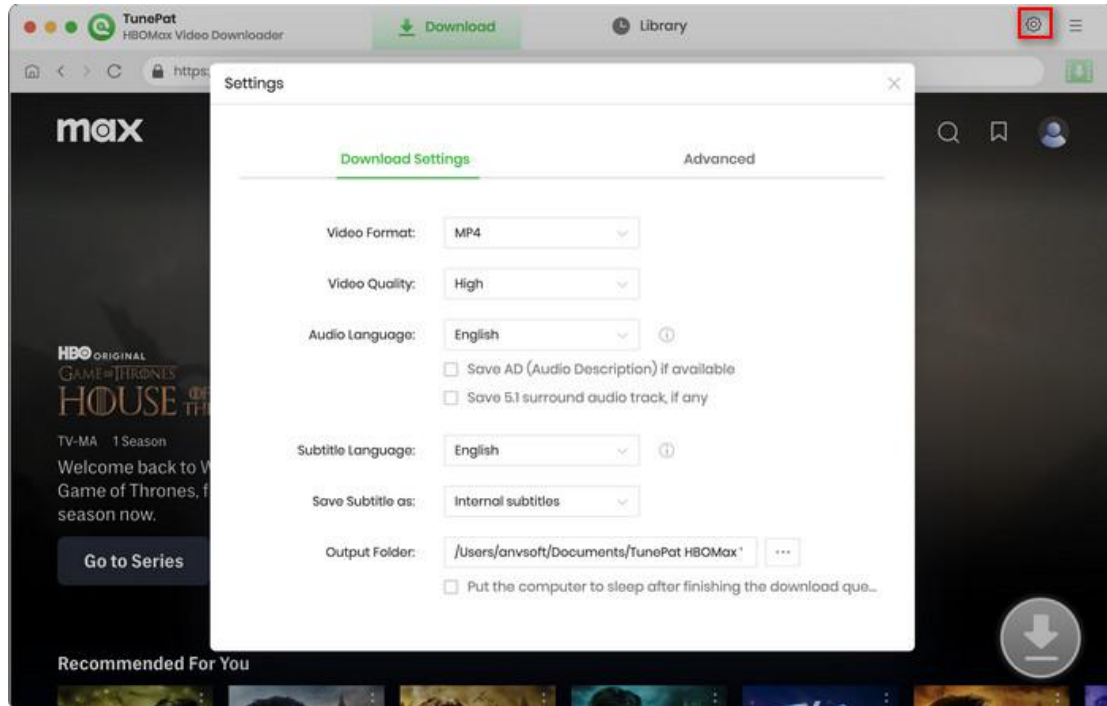 TunePat
HBOMax Video Downloader
Download
Library
https:
Settings
max
Download Settings
Advanced
Video Format:
MP4
Video Quality:
High
Audio Language:
English
Save AD (Audio Description) if available
Save 5.1 surround audio track, if any
HBO ORIGINAL
GAME OF THRONES
HOUSE OF
TH
TV-MA 1 Season
Subtitle Language:
English
Welcome back to W
Game of Thrones, f
season now.
Save Subtitle as:
Internal subtitles
Go to Series
Output Folder:
/Users/anvsoft/Documents/TunePat HBOMax '
...
Put the computer to sleep after finishing the download que...
Recommended For You